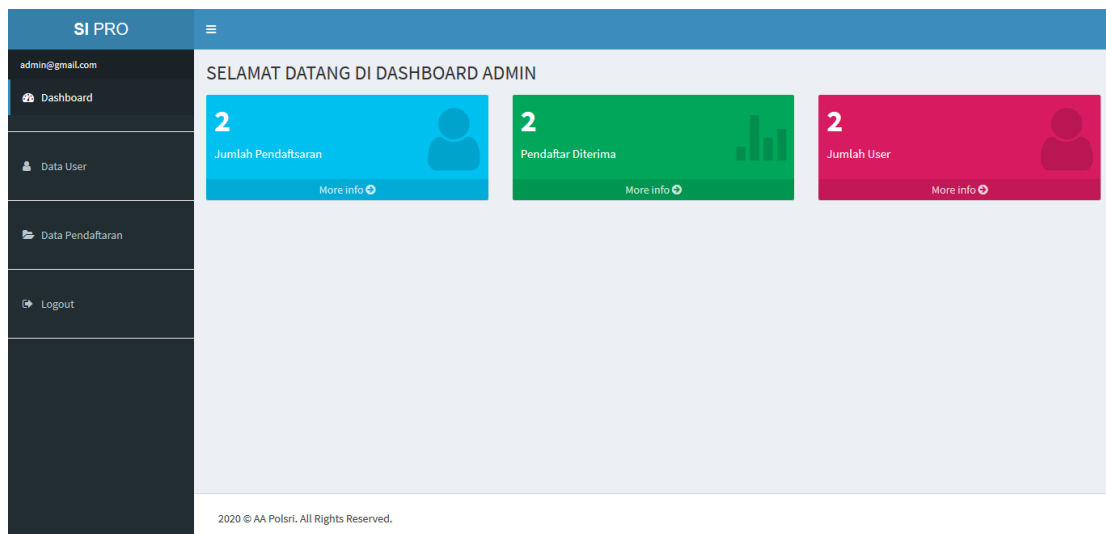 SI PRO
admin@gmail.com
Dashboard
Data User
Data Pendaftaran
Logout
SELAMAT DATANG DI DASHBOARD ADMIN
2
Jumlah Pendaftsaran
More info
2
Pendaftar Diterima
More info
2
Jumlah User
More info
2020 © AA Polsri. All Rights Reserved.